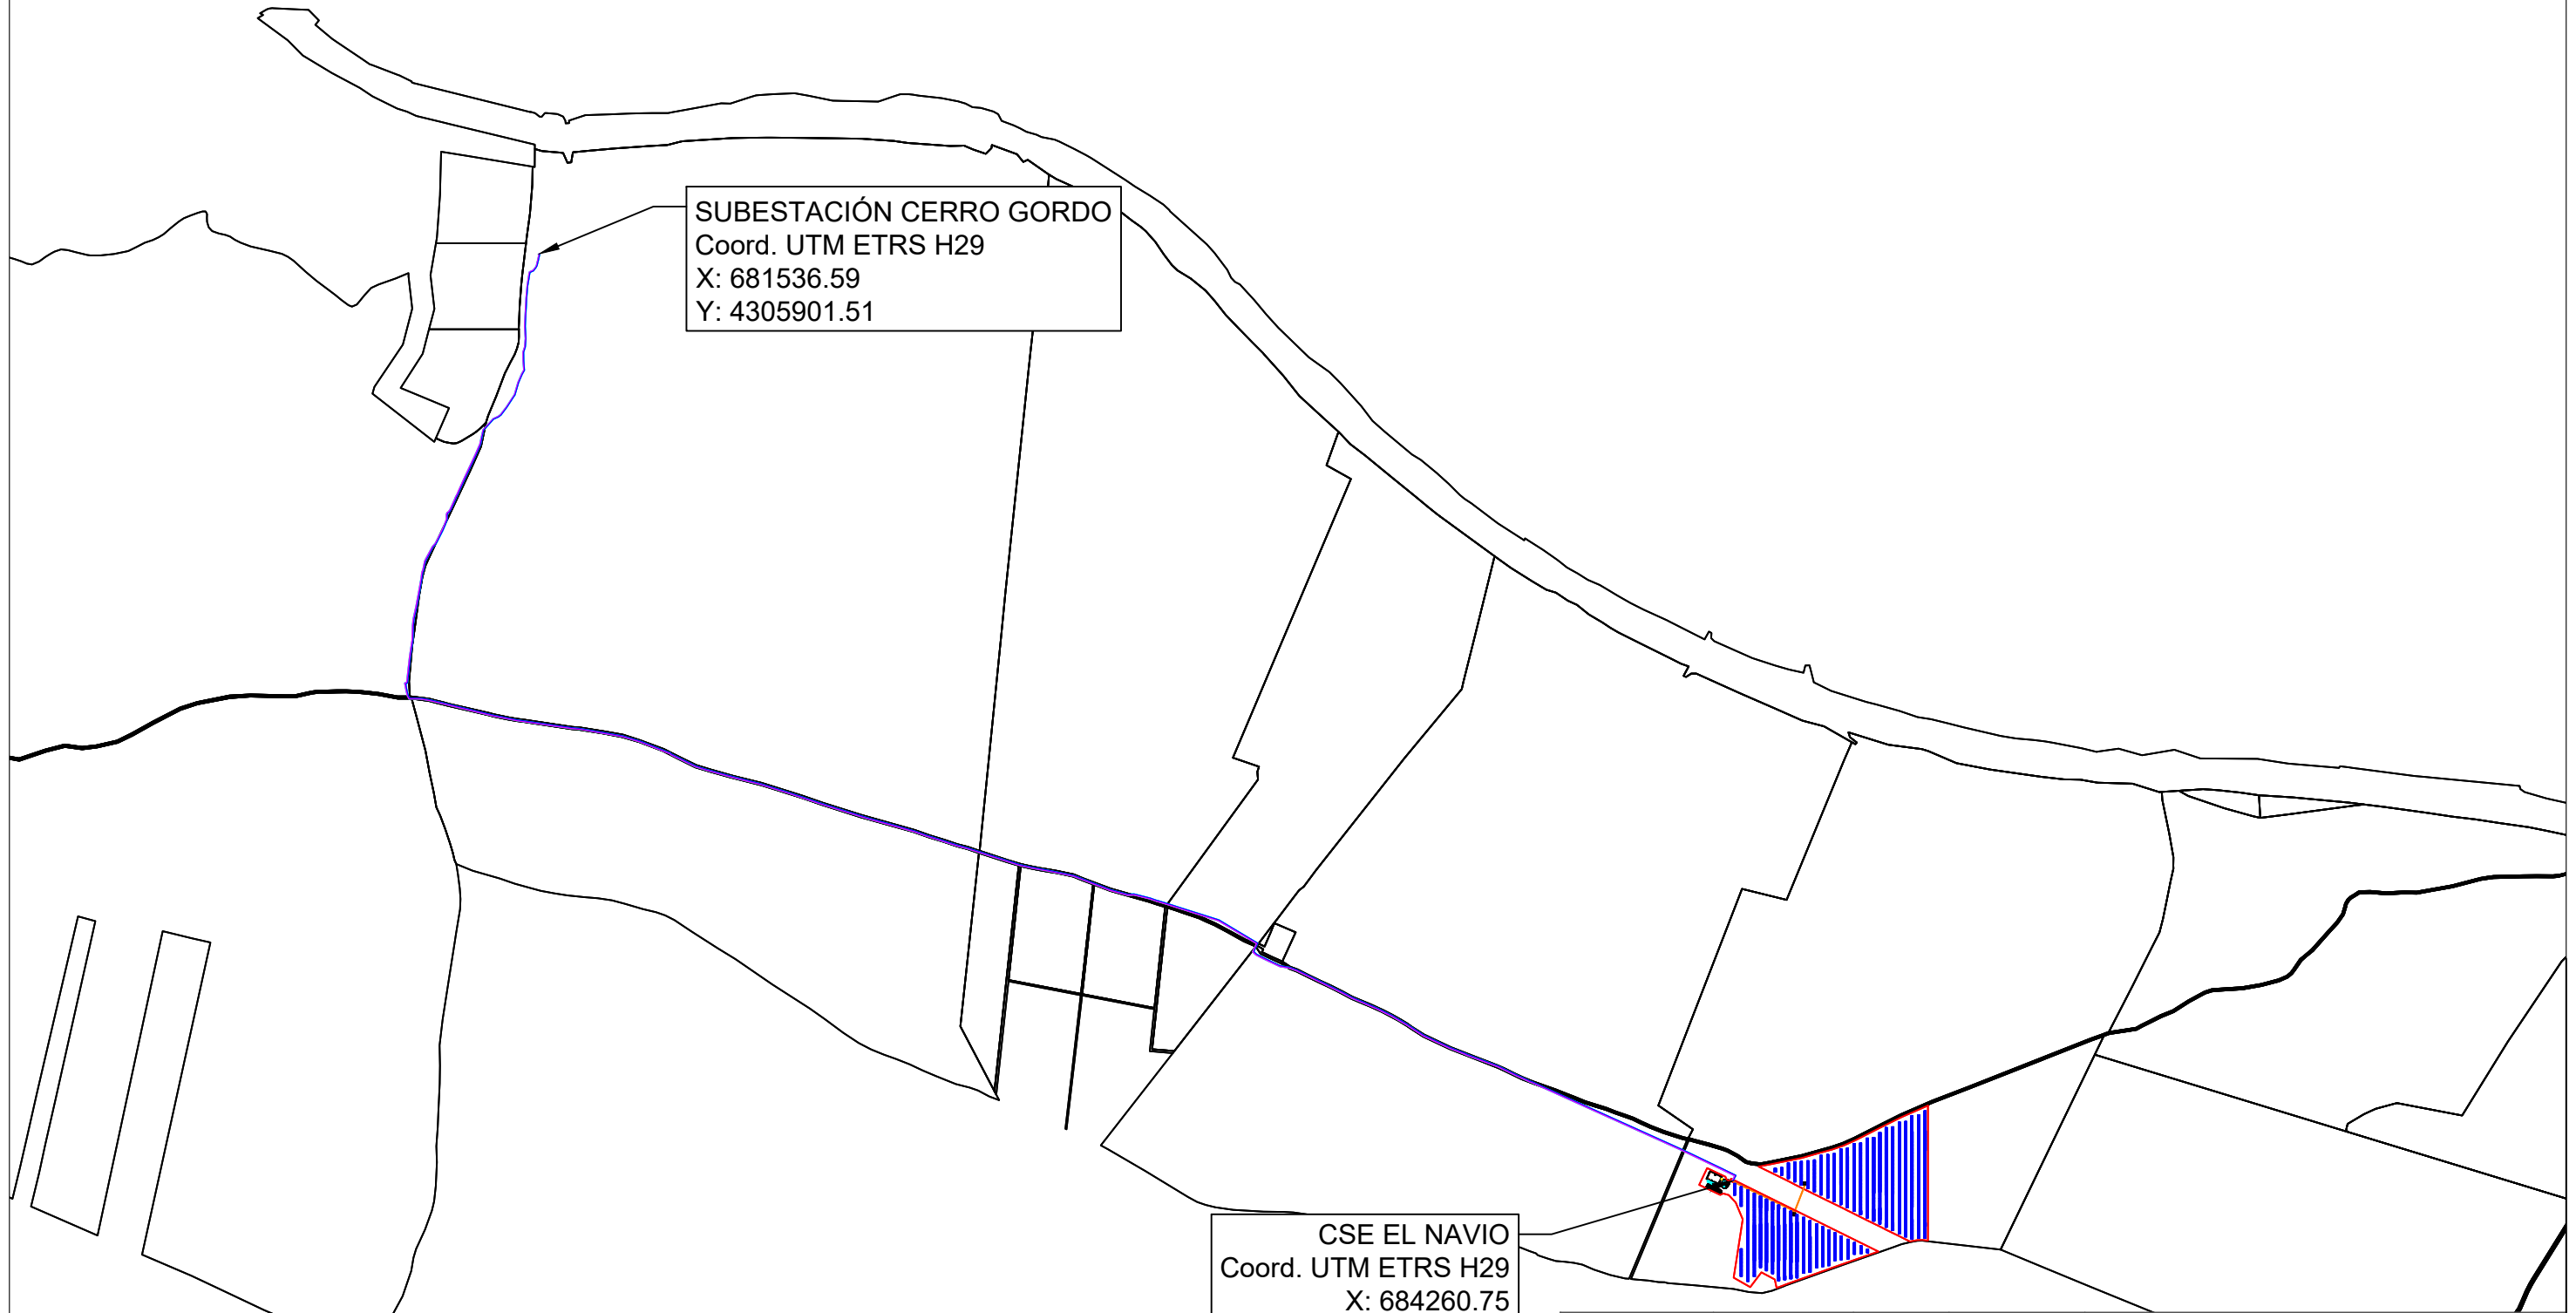 SUBESTACIÓN CERRO GORDO
Coord. UTM ETRS H29
X: 681536.59
Y: 4305901.51
CSE EL NAVIO
Coord. UTM ETRS H29
X: 684260.75